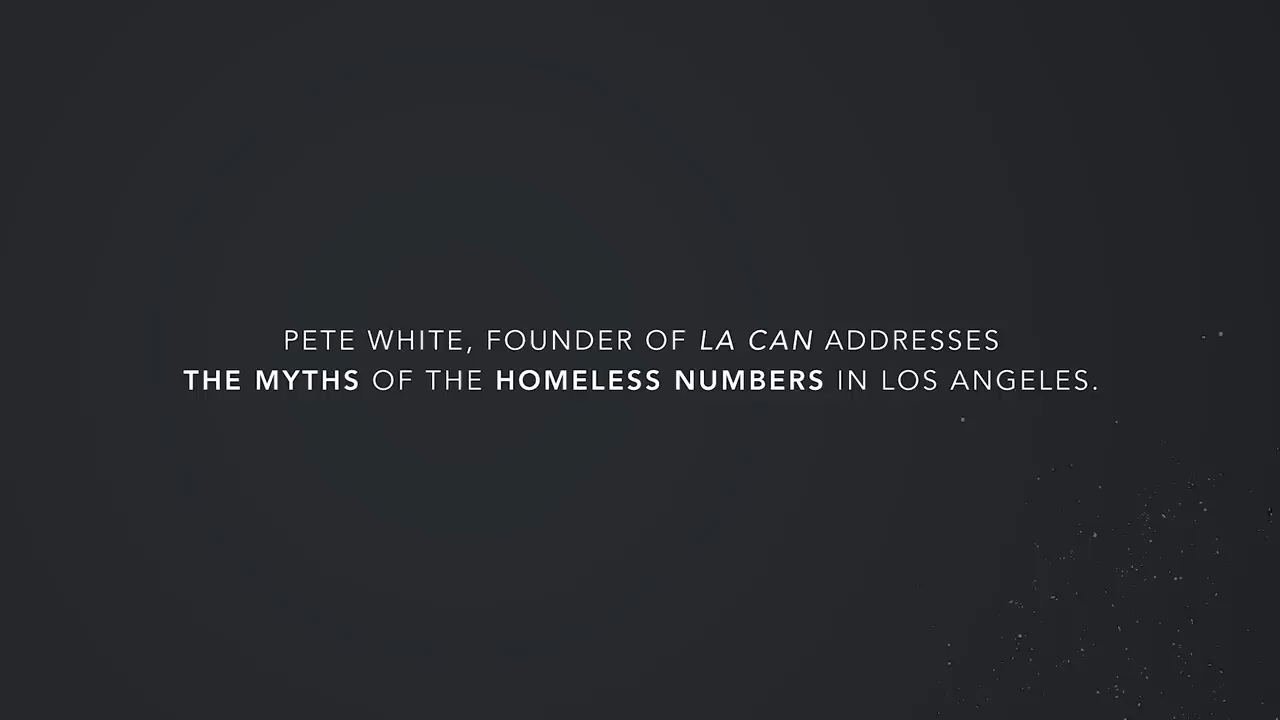 PETE WHITE, FOUNDER OF LA CAN ADDRESSES
THE MYTHS OF THE HOMELESS NUMBERS IN LOS ANGELES.